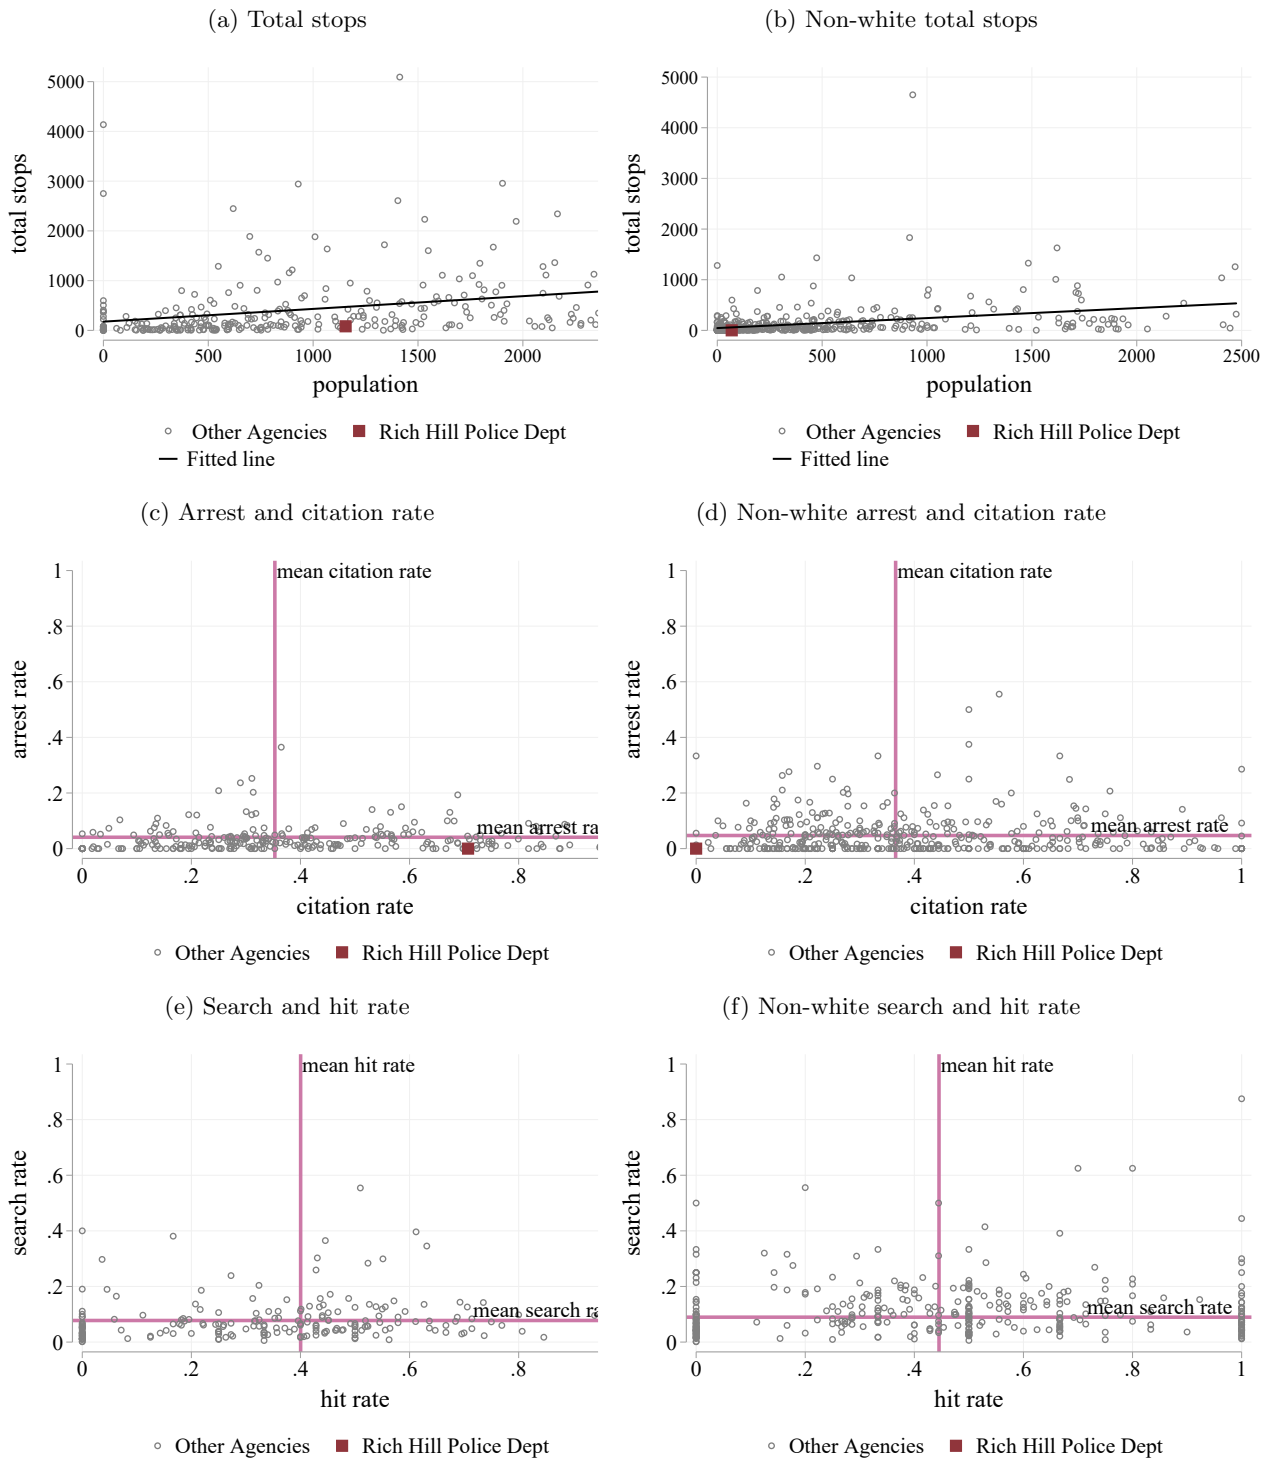 (a) Total stops
(b) Non-white total stops
total stops
5000
4000
3000
2000
1000
0
0 500 1000 1500 2000
population
Other Agencies Rich Hill Police Dept
Fitted line
total stops
5000
4000
3000
2000
1000
0
0 500 1000 1500 2000 2500
population
Other Agencies Rich Hill Police Dept
Fitted line
(c) Arrest and citation rate
(d) Non-white arrest and citation rate
arrest rate
1
.8
.6
.4
.2
0
mean citation rate
mean arrest ra
0 .2 .4 .6 .8
citation rate
Other Agencies Rich Hill Police Dept
arrest rate
1
.8
.6
.4
.2
0
mean citation rate
mean arrest rate
0 .2 .4 .6 .8 1
citation rate
Other Agencies Rich Hill Police Dept
(e) Search and hit rate
(f) Non-white search and hit rate
search rate
1
.8
.6
.4
.2
0
mean hit rate
mean search ra
0 .2 .4 .6 .8
hit rate
Other Agencies Rich Hill Police Dept
search rate
1
.8
.6
.4
.2
0
mean hit rate
mean search rate
0 .2 .4 .6 .8 1
hit rate
Other Agencies Rich Hill Police Dept